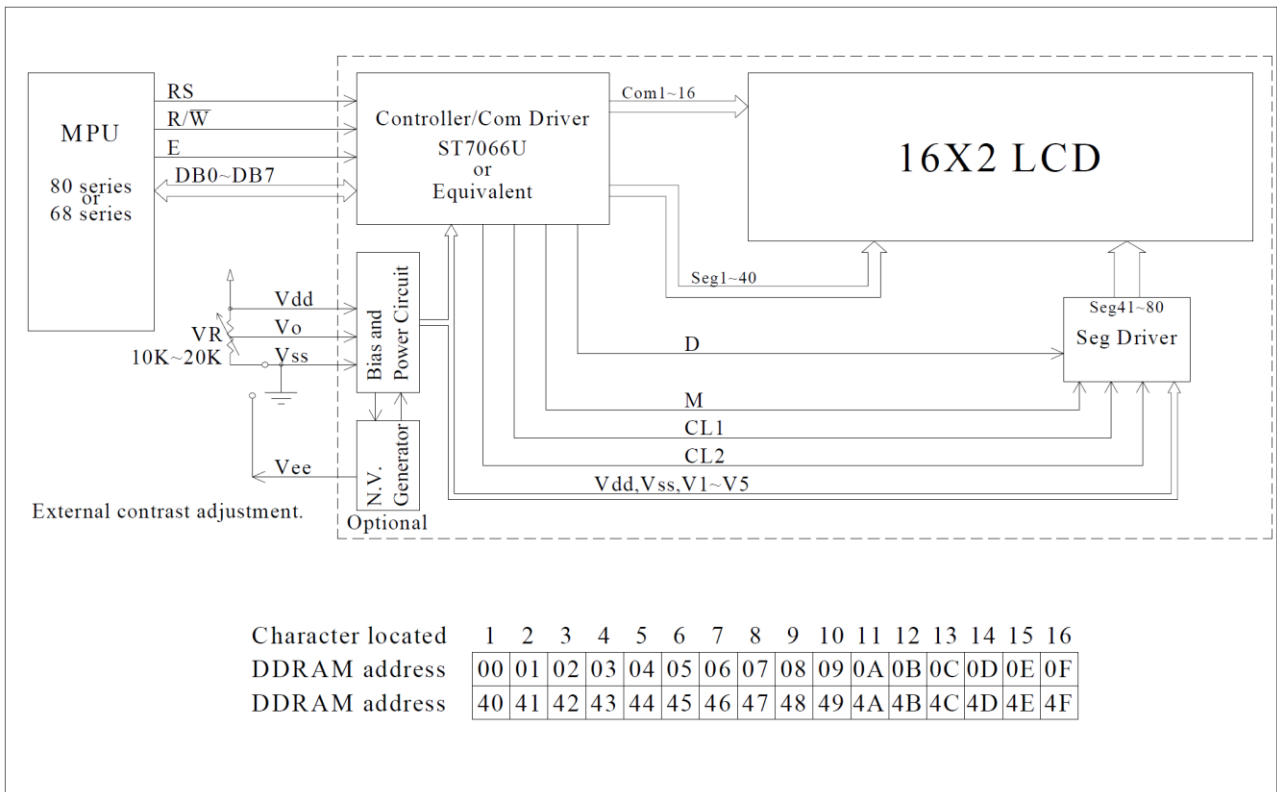 MPU
80 series
or
68 series
RS
R/W̅
E
DB0~DB7
Controller/Com Driver
ST7066U
or
Equivalent
Com1~16
16X2 LCD
Seg1~40
Seg41~80
Seg Driver
Vdd
VR
Vo
10K~20K
Vss
Bias and
Power Circuit
D
M
CL1
CL2
Vdd,Vss,V1~V5
Vee
N.V.
Generator
Optional
External contrast adjustment.
Character located 1 2 3 4 5 6 7 8 9 10 11 12 13 14 15 16
DDRAM address 00 01 02 03 04 05 06 07 08 09 0A 0B 0C 0D 0E 0F
DDRAM address 40 41 42 43 44 45 46 47 48 49 4A 4B 4C 4D 4E 4F